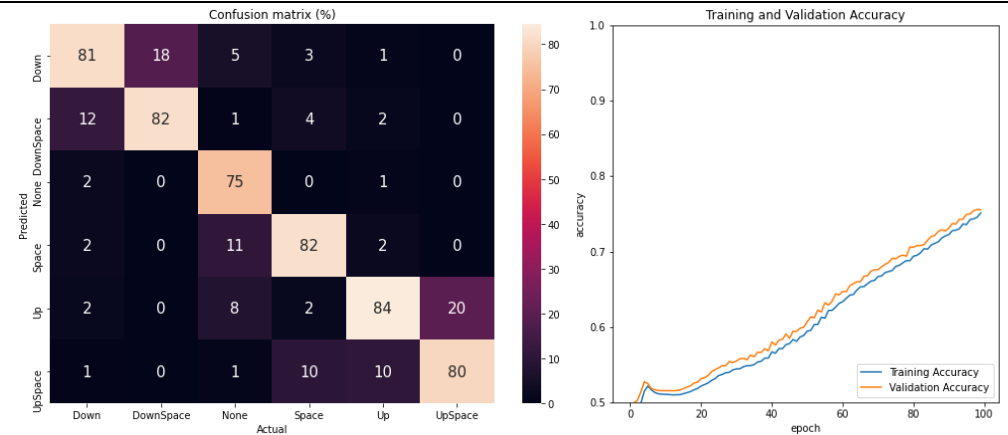 Confusion matrix (%)
Predicted
Down
DownSpace
None
Space
Up
UpSpace
81 18 5 3 1 0
12 82 1 4 2 0
2 0 75 0 1
2 0 11 82 2 0
2 0 8 2 84 20
1 0 1 10 10 80
Down DownSpace None Space Up UpSpace
Actual
80
70
60
50
40
30
20
10
0
Training and Validation Accuracy
accuracy
1.0
0.9
0.8
0.7
0.6
0.5
Training Accuracy
Validation Accuracy
0 20 40 60 80 100
epoch